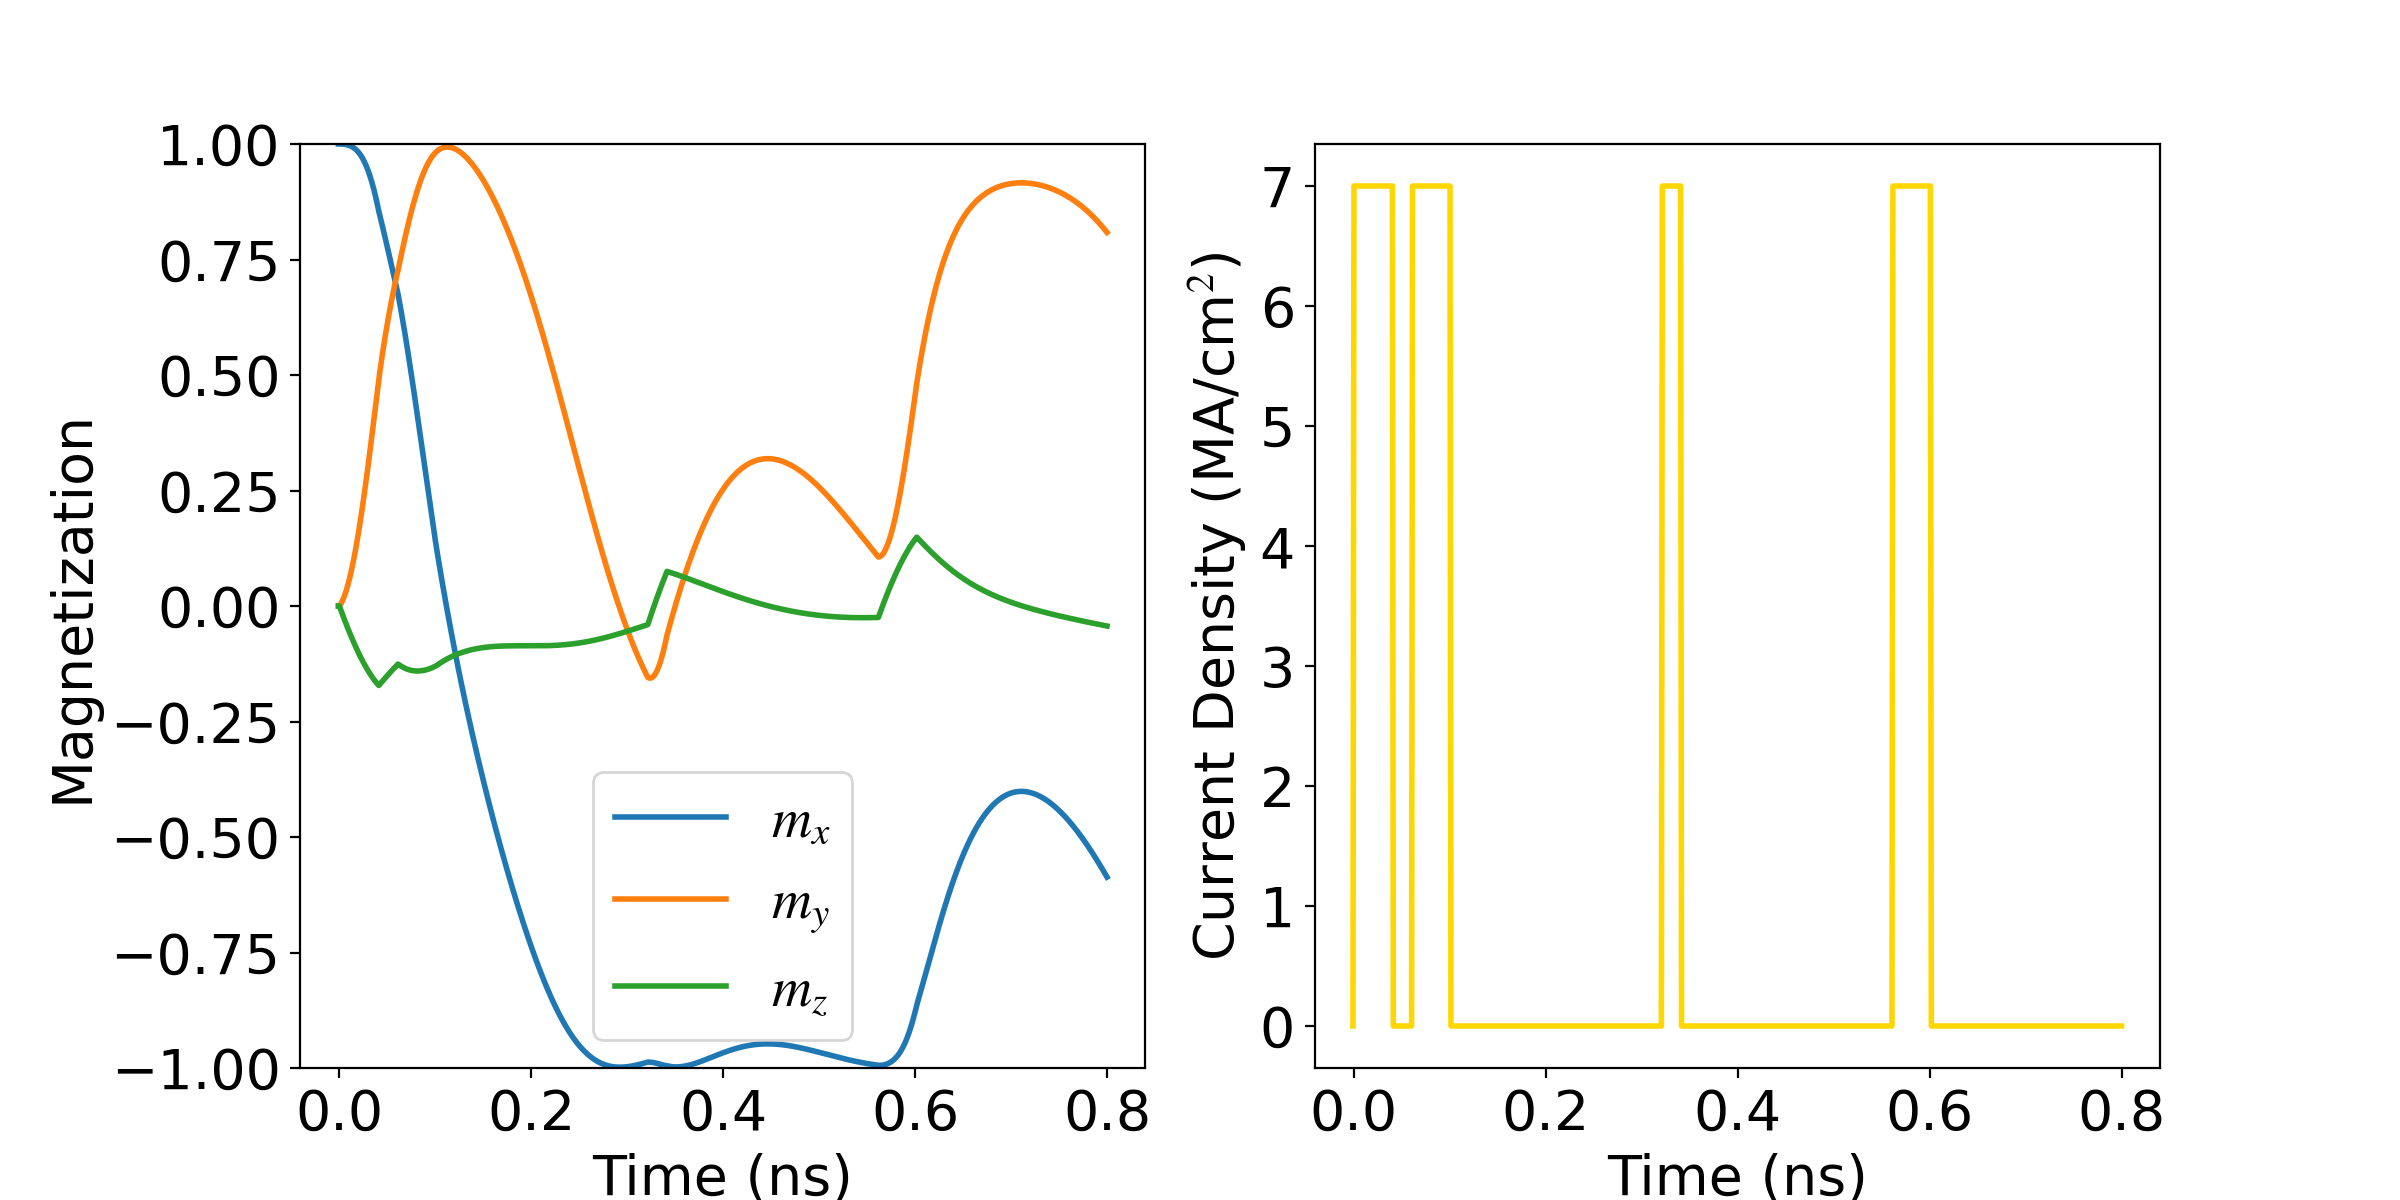 Magnetization
1.00
0.75
0.50
0.25
0.00
−0.25
−0.50
−0.75
−1.00
m_x
m_y
m_z
0.0 0.2 0.4 0.6 0.8
Time (ns)
Current Density (MA/cm²)
7
6
5
4
3
2
1
0
0.0 0.2 0.4 0.6 0.8
Time (ns)